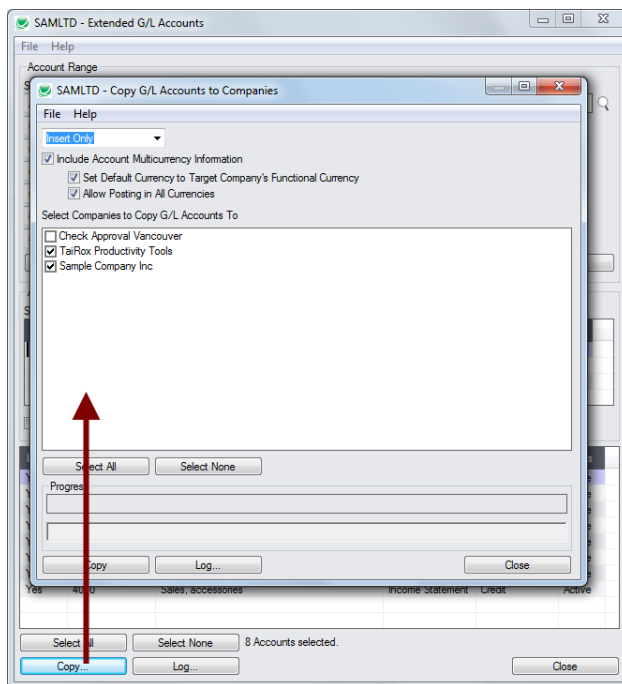 SAMLTD - Extended G/L Accounts
File Help
Account Range
SAMLTD - Copy G/L Accounts to Companies
File Help
Insert Only
Include Account Multicurrency Information
Set Default Currency to Target Company's Functional Currency
Allow Posting in All Currencies
Select Companies to Copy G/L Accounts To
Check Approval Vancouver
TaiRox Productivity Tools
Sample Company Inc
Select All Select None
Progress
Copy Log... Close
Yes Sales, accessories Income Statement Credit Active
Select All Select None 8 Accounts selected.
Copy... Log... Close